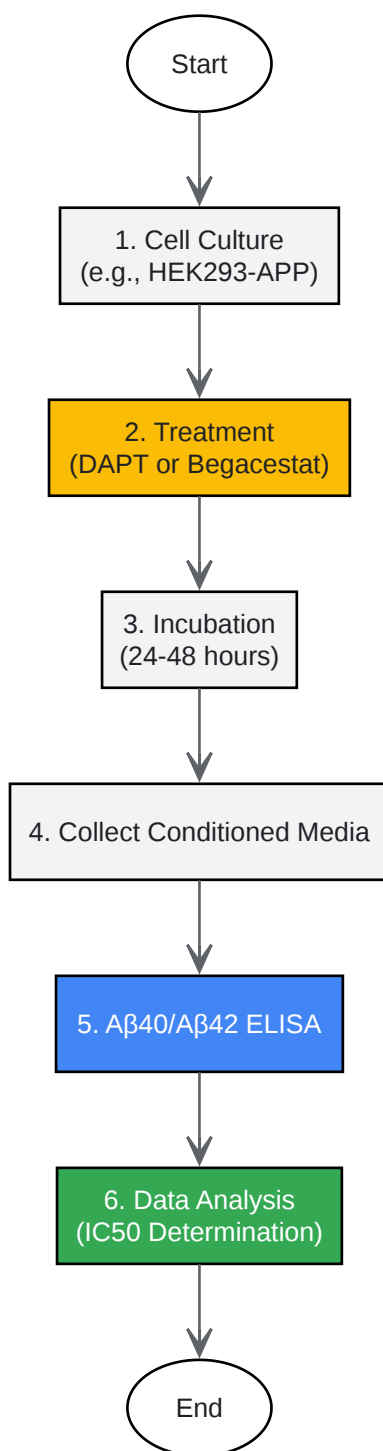 Start
1. Cell Culture
(e.g., HEK293-APP)
2. Treatment
(DAPT or Begacestat)
3. Incubation
(24-48 hours)
4. Collect Conditioned Media
5. Aβ40/Aβ42 ELISA
6. Data Analysis
(IC50 Determination)
End